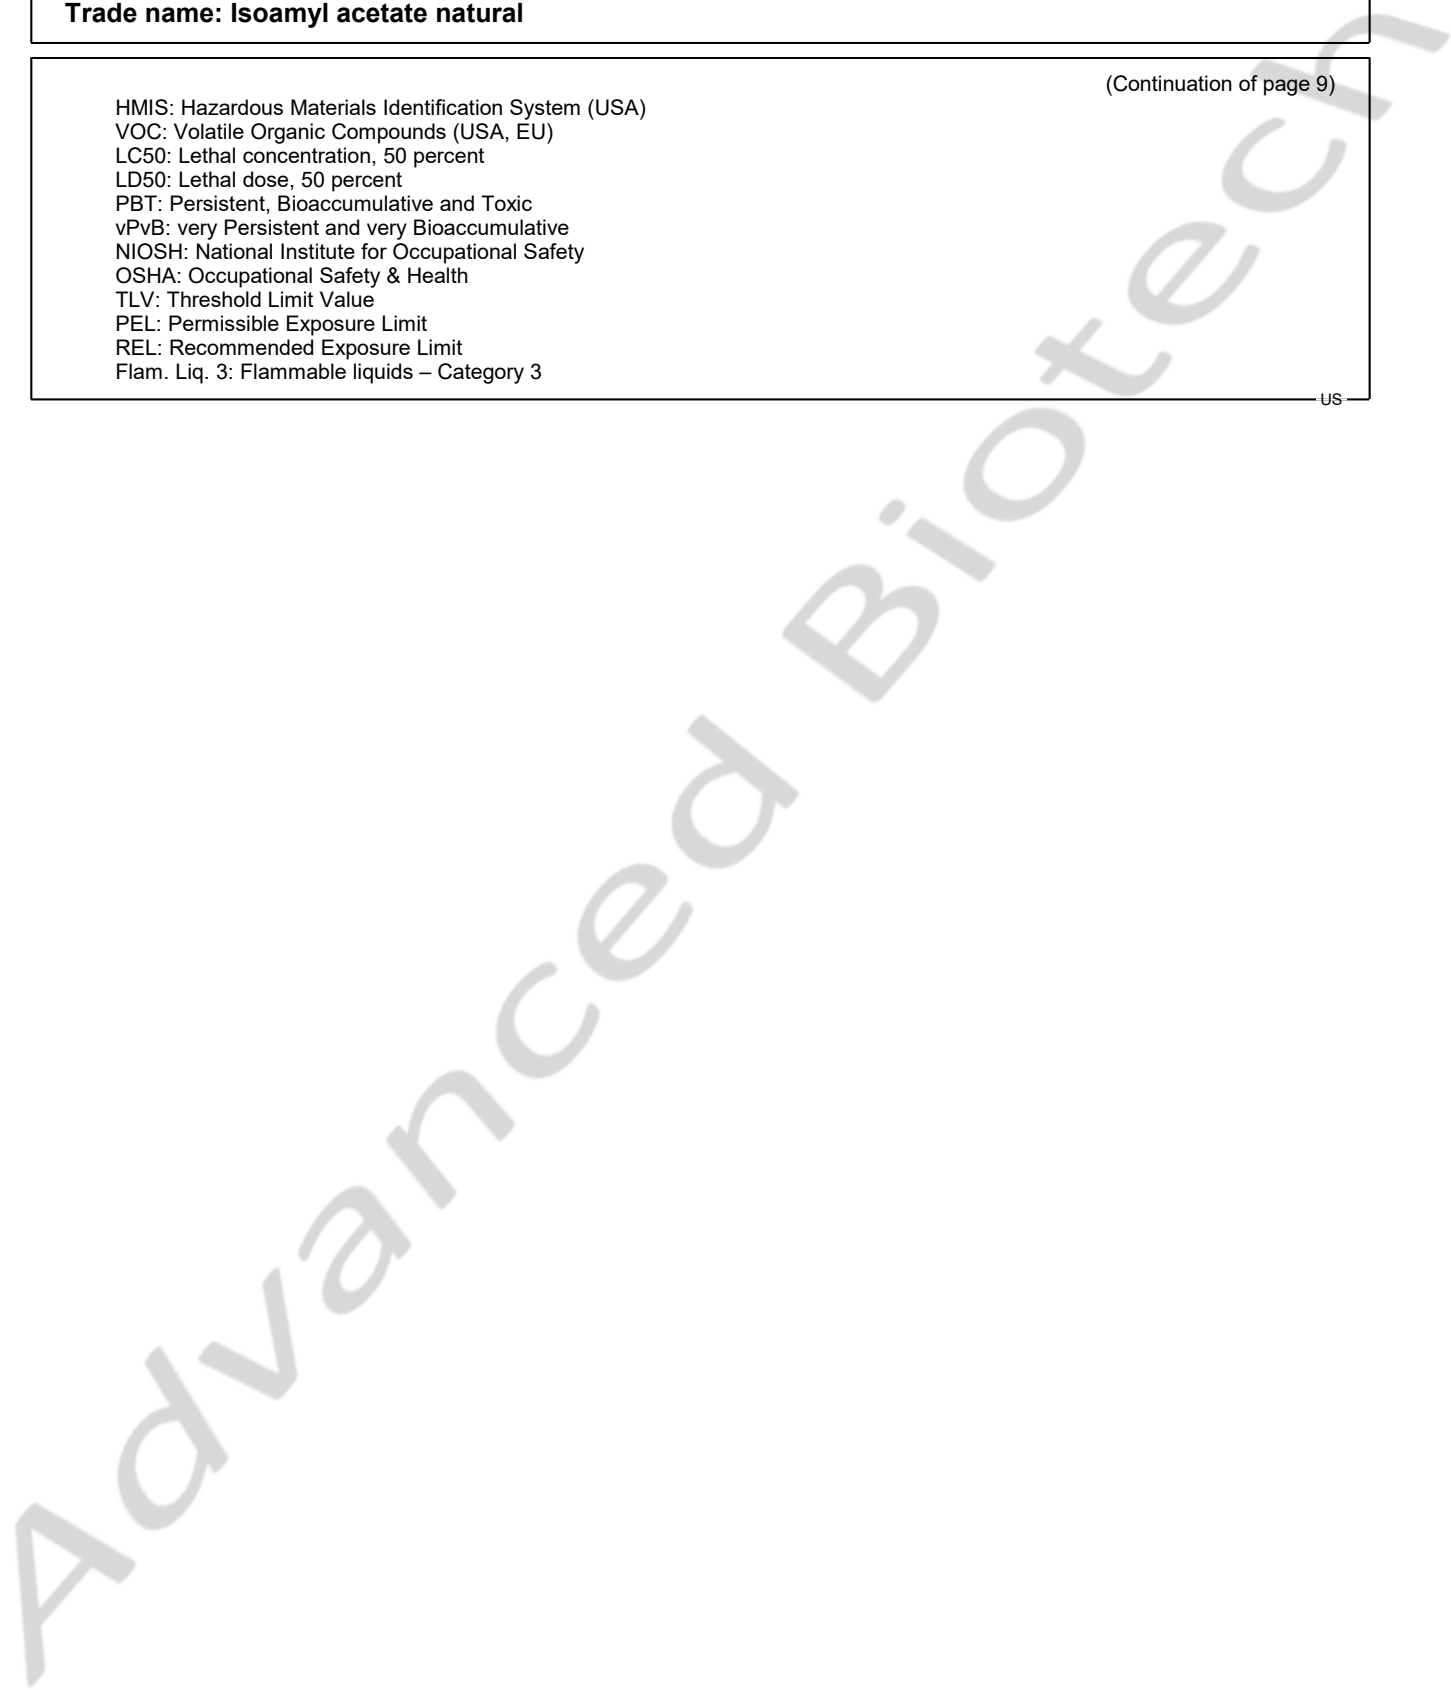 Trade name: Isoamyl acetate natural
(Continuation of page 9)
HMIS: Hazardous Materials Identification System (USA)
VOC: Volatile Organic Compounds (USA, EU)
LC50: Lethal concentration, 50 percent
LD50: Lethal dose, 50 percent
PBT: Persistent, Bioaccumulative and Toxic
vPvB: very Persistent and very Bioaccumulative
NIOSH: National Institute for Occupational Safety
OSHA: Occupational Safety & Health
TLV: Threshold Limit Value
PEL: Permissible Exposure Limit
REL: Recommended Exposure Limit
Flam. Liq. 3: Flammable liquids – Category 3
US
Advanced Biotech